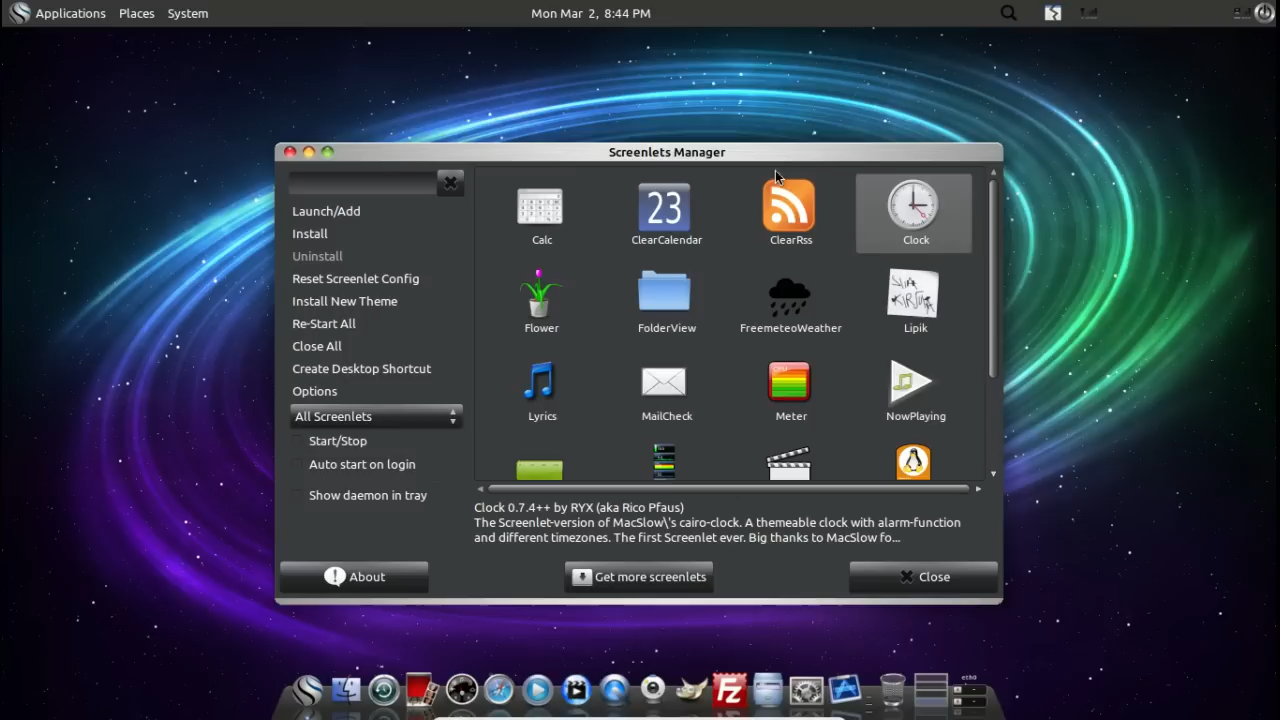 Applications Places System
Mon Mar 2, 8:44 PM
Screenlets Manager
Launch/Add
Install
Uninstall
Reset Screenlet Config
Install New Theme
Re-Start All
Close All
Create Desktop Shortcut
Options
All Screenlets
Start/Stop
Auto start on login
Show daemon in tray
Calc
23
ClearCalendar
ClearRss
Clock
Flower
FolderView
FreemeteoWeather
Lipik
Lyrics
MailCheck
CPU
Meter
NowPlaying
Clock 0.7.4++ by RYX (aka Rico Pfaus)
The Screenlet-version of MacSlow\'s cairo-clock. A themeable clock with alarm-function
and different timezones. The first Screenlet ever. Big thanks to MacSlow fo...
About
Get more screenlets
Close
Fz
eth0